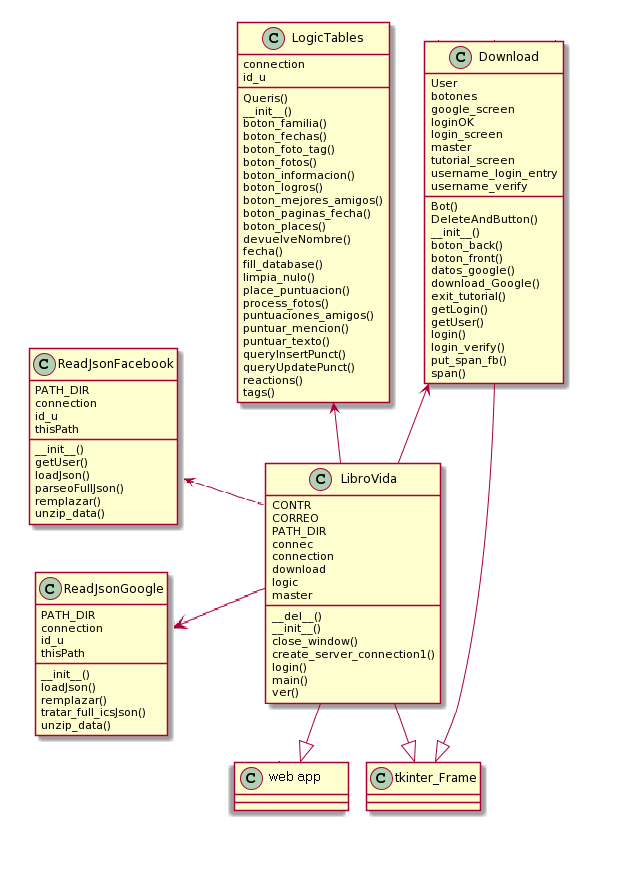 C LogicTables
connection
id_u
Queris()
__init__()
boton_familia()
boton_fechas()
boton_foto_tag()
boton_fotos()
boton_informacion()
boton_logros()
boton_mejores_amigos()
boton_paginas_fecha()
boton_places()
devuelveNombre()
fecha()
fill_database()
limpia_nulo()
place_puntuacion()
process_fotos()
puntuaciones_amigos()
puntuar_mencion()
puntuar_texto()
queryInsertPunct()
queryUpdatePunct()
reactions()
tags()
C Download
User
botones
google_screen
loginOK
login_screen
master
tutorial_screen
username_login_entry
username_verify
Bot()
DeleteAndButton()
__init__()
boton_back()
boton_front()
datos_google()
download_Google()
exit_tutorial()
getLogin()
getUser()
login()
login_verify()
put_span_fb()
span()
C ReadJsonFacebook
PATH_DIR
connection
id_u
thisPath
__init__()
getUser()
loadJson()
parseoFullJson()
remplazar()
unzip_data()
C LibroVida
CONTR
CORREO
PATH_DIR
connec
connection
download
logic
master
__del__()
__init__()
close_window()
create_server_connection1()
login()
main()
ver()
C ReadJsonGoogle
PATH_DIR
connection
id_u
thisPath
__init__()
loadJson()
remplazar()
tratar_full_icsJson()
unzip_data()
C web app
C tkinter_Frame